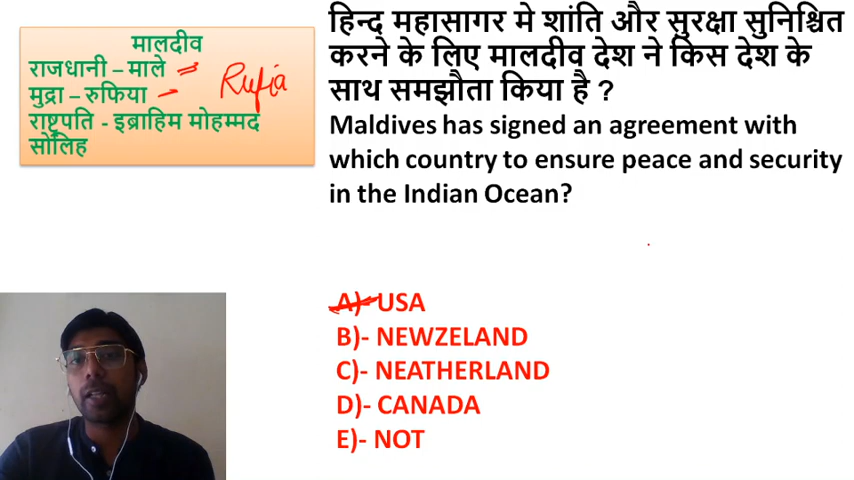 मालदीव
राजधानी – माले
मुद्रा – रुफिया
राष्ट्रपति - इब्राहिम मोहम्मद
सोलिह
Rufia
हिन्द महासागर मे शांति और सुरक्षा सुनिश्चित
करने के लिए मालदीव देश ने किस देश के
साथ समझौता किया है ?
Maldives has signed an agreement with
which country to ensure peace and security
in the Indian Ocean?
A)- USA
B)- NEWZELAND
C)- NEATHERLAND
D)- CANADA
E)- NOT